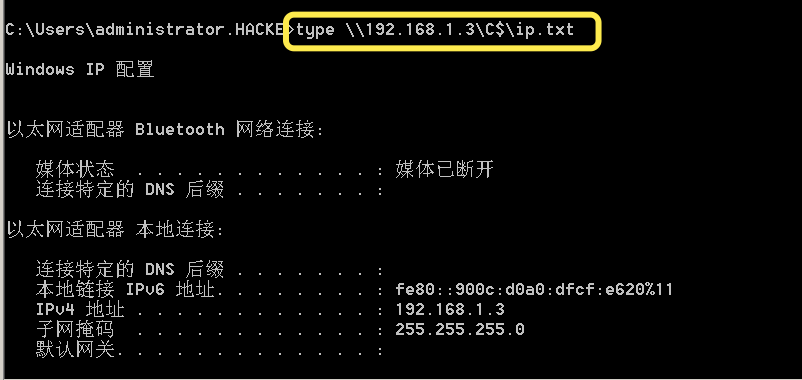 C:\Users\administrator.HACKE>type \\192.168.1.3\C$\ip.txt
Windows IP 配置
以太网适配器 Bluetooth 网络连接:
媒体状态 . . . . . . . . . . . . : 媒体已断开
连接特定的 DNS 后缀 . . . . . . . :
以太网适配器 本地连接:
连接特定的 DNS 后缀 . . . . . . . :
本地链接 IPv6 地址. . . . . . . . : fe80::900c:d0a0:dfcf:e620%11
IPv4 地址 . . . . . . . . . . . . : 192.168.1.3
子网掩码 . . . . . . . . . . . . : 255.255.255.0
默认网关. . . . . . . . . . . . . :